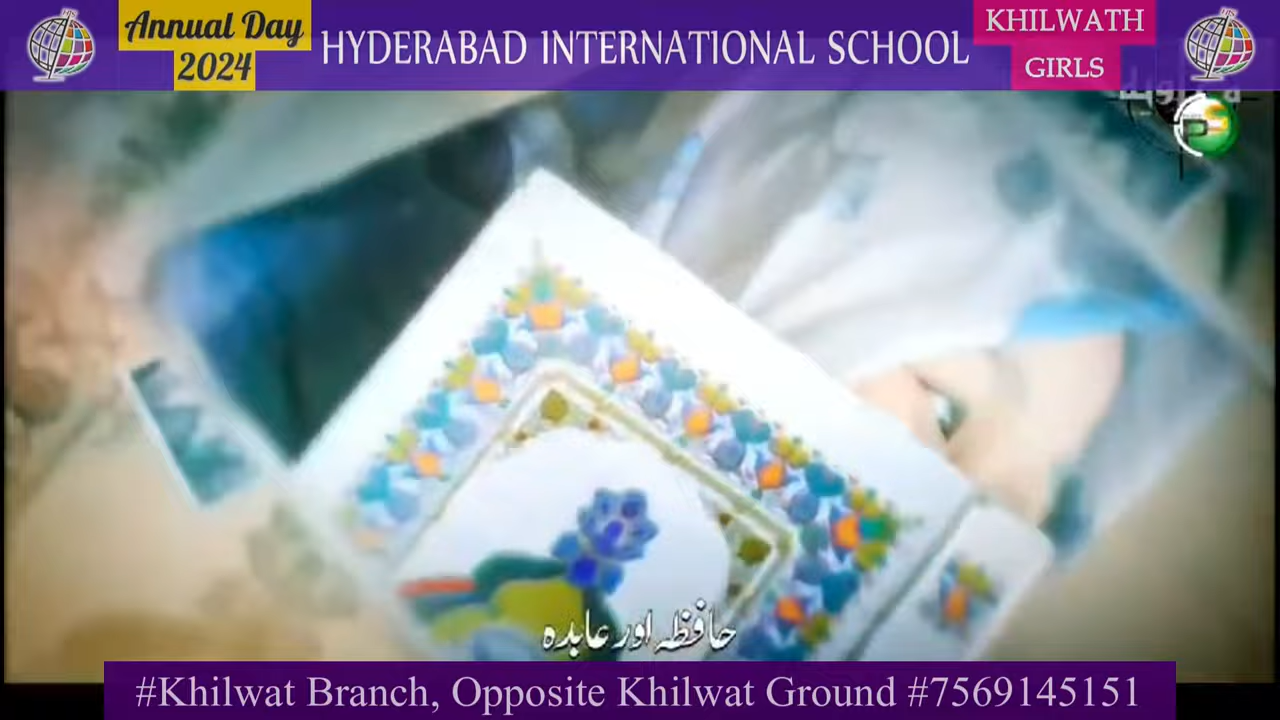 Annual Day
2024
HYDERABAD INTERNATIONAL SCHOOL
KHILWATH
GIRLS
حافظہ اور عابدہ
#Khilwat Branch, Opposite Khilwat Ground #7569145151